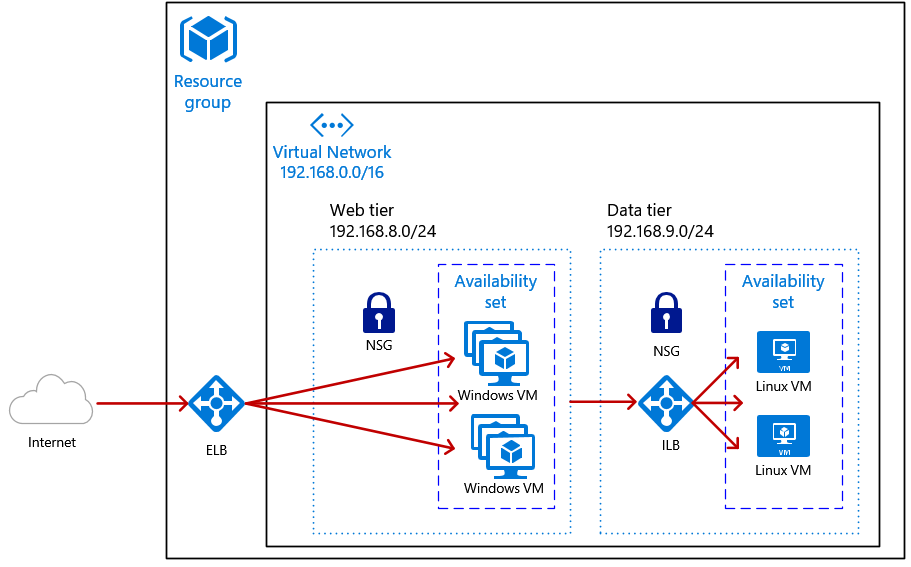 Resource
group
Virtual Network
192.168.0.0/16
Web tier
192.168.8.0/24
Data tier
192.168.9.0/24
Availability
set
NSG
Windows VM
Windows VM
Availability
set
NSG
VM
Linux VM
VM
Linux VM
Internet
ELB
ILB